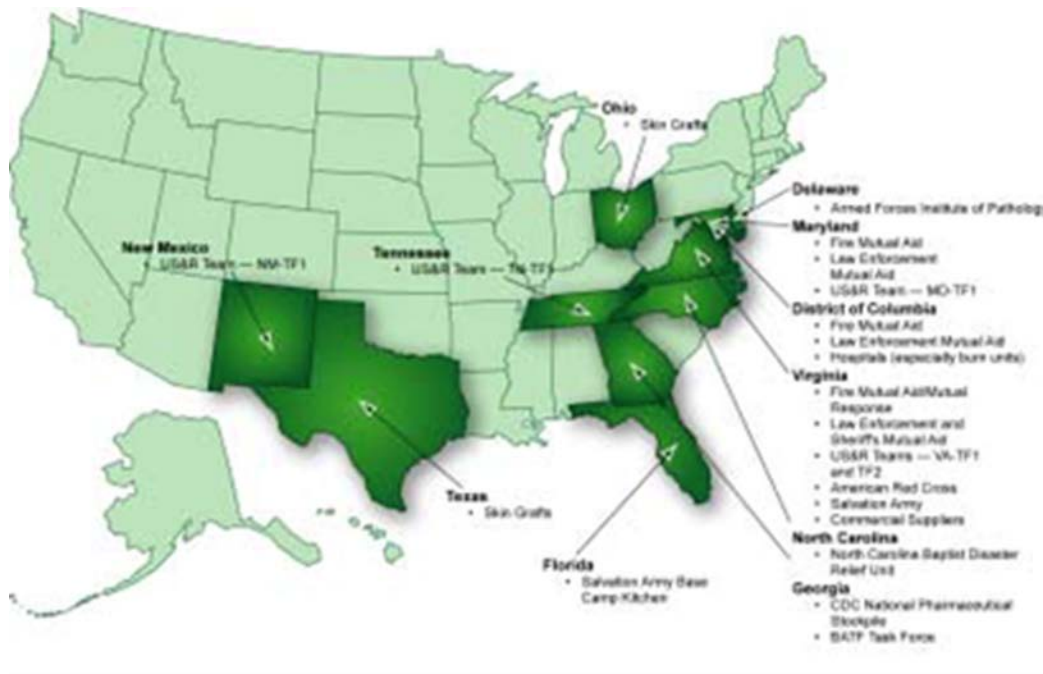 Ohio
• Skin Grafts
Delaware
• Armed Forces Institute of Patholog
Maryland
• Fire Mutual Aid
• Law Enforcement
Mutual Aid
• US&R Team — MD-TF1
New Mexico
• US&R Team — NM-TF1
Tennessee
• US&R Team — TN-TF1
District of Columbia
• Fire Mutual Aid
• Law Enforcement Mutual Aid
• Hospitals (especially burn units)
Virginia
• Fire Mutual Aid/Mutual
Response
• Law Enforcement and
Sheriff's Mutual Aid
• US&R Teams — VA-TF1
and TF2
• American Red Cross
• Salvation Army
• Commercial Suppliers
Texas
• Skin Grafts
North Carolina
• North Carolina Baptist Disaster
Relief Unit
Florida
• Salvation Army Base
Camp Kitchen
Georgia
• CDC National Pharmaceutical
Stockpile
• BATF Task Force